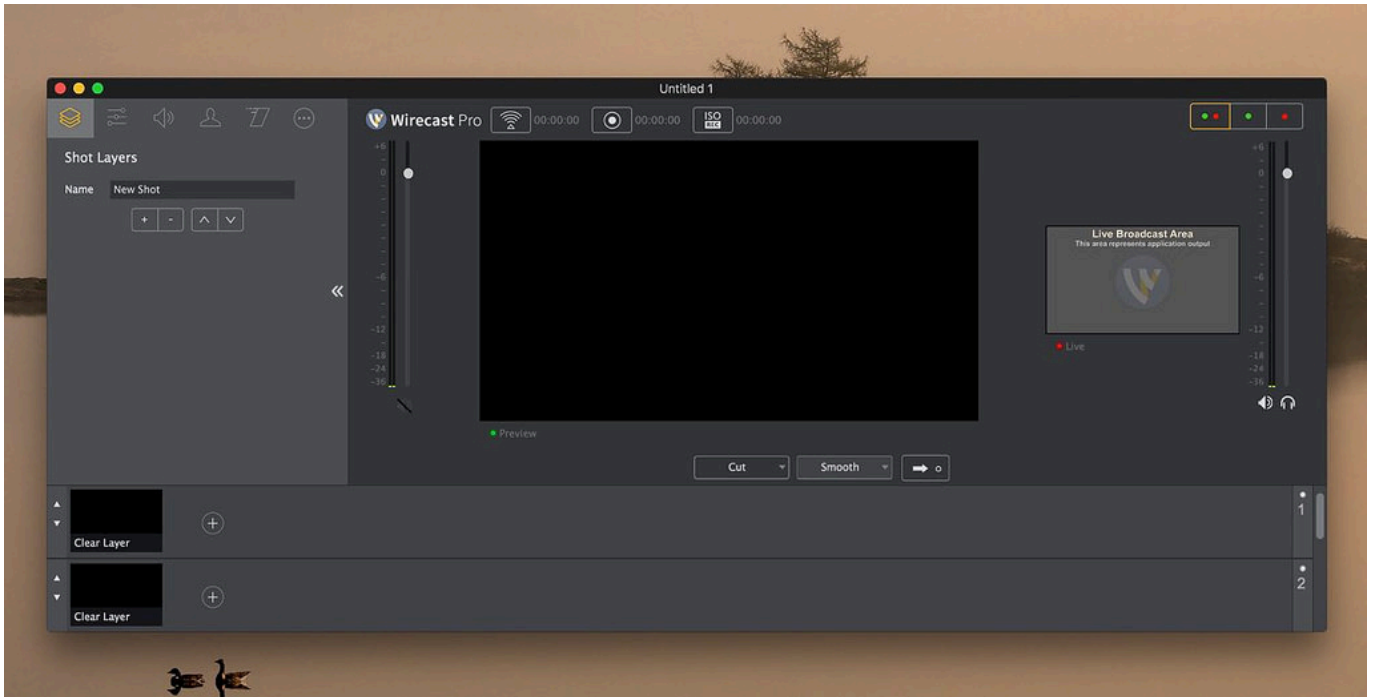 Untitled 1
Wirecast Pro
00:00:00
00:00:00
ISO
REC
00:00:00
Shot Layers
Name
New Shot
+
-
+6
0
-6
-12
-18
-24
-36
Preview
Live Broadcast Area
This area represents application output
Live
+6
0
-6
-12
-18
-24
-36
Cut
Smooth
Clear Layer
1
Clear Layer
2